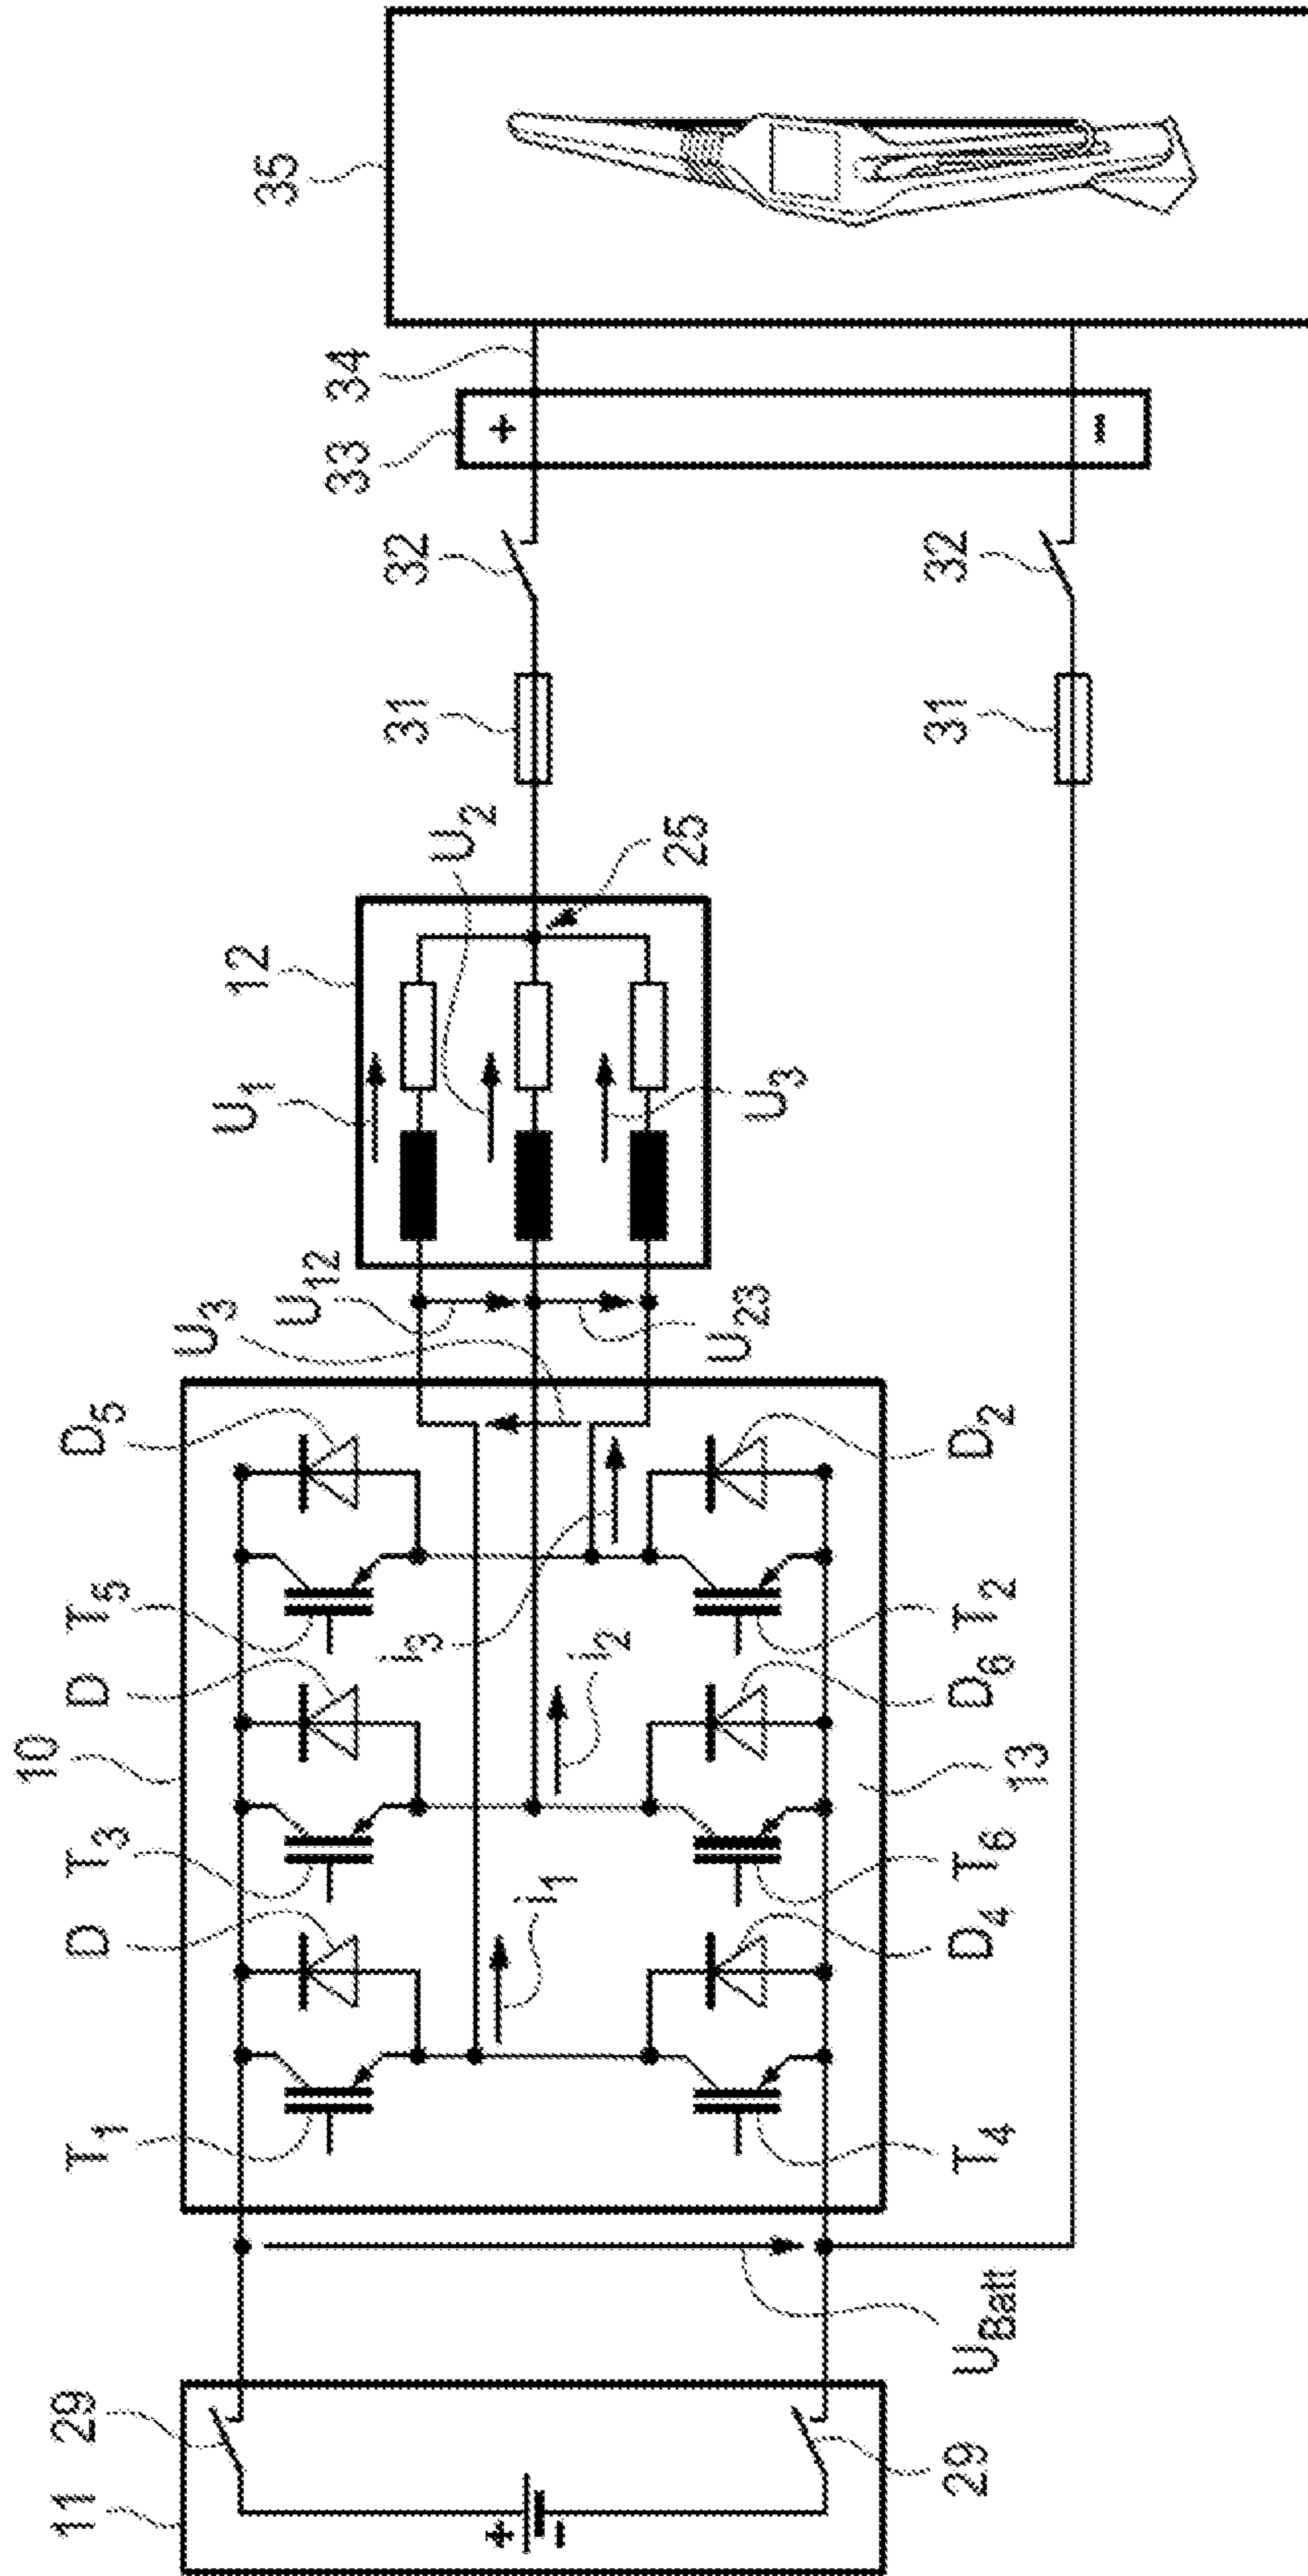 10
T₁
D
T₃
D
T₅
D₅
U₃
U₁₂
U₁
12
U₂
25
31
32
33
34
35
11
29
+
-
i₁
i₂
i₃
U₂₃
U₃
+
-
29
U_Batt
T₄
D₄
T₆
D₆
T₂
D₂
13
31
32